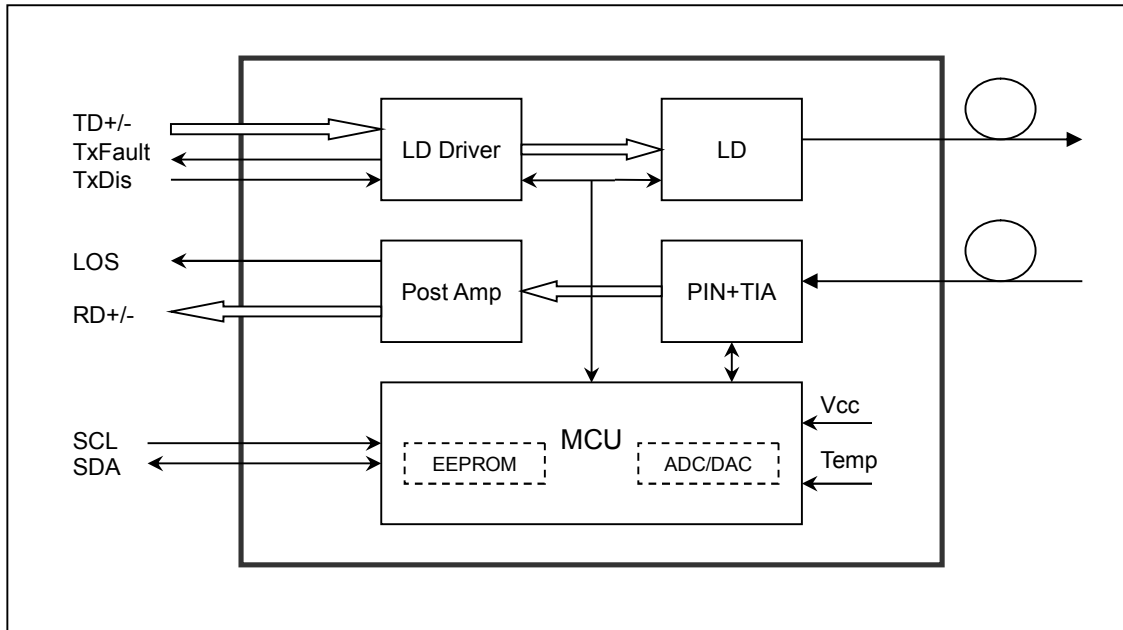 TD+/-
TxFault
TxDis
LD Driver
LD
LOS
RD+/-
Post Amp
PIN+TIA
SCL
SDA
MCU
EEPROM
ADC/DAC
Vcc
Temp